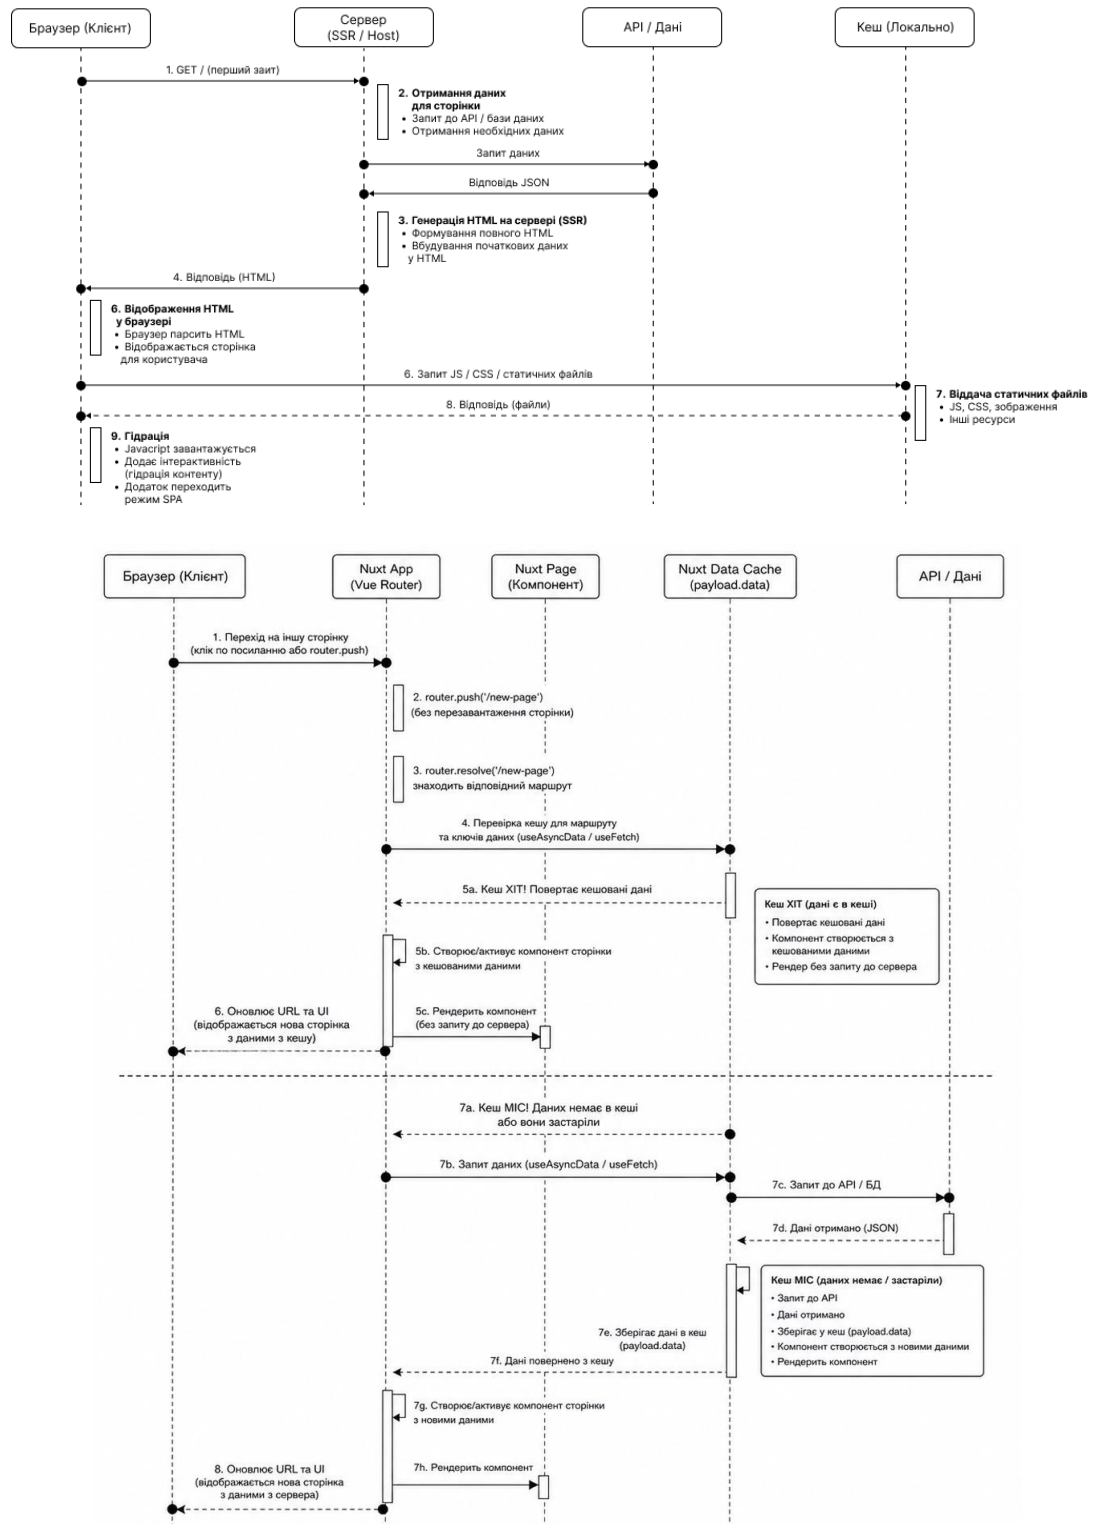 Браузер (Клієнт)
Сервер
(SSR / Host)
API / Дані
Кеш (Локально)
1. GET / (перший заит)
2. Отримання даних
для сторінки
• Запит до API / бази даних
• Отримання необхідних даних
Запит даних
Відповідь JSON
3. Генерація HTML на сервері (SSR)
• Формування повного HTML
• Вбудування початкових даних
у HTML
4. Відповідь (HTML)
6. Відображення HTML
у браузері
• Браузер парсить HTML
• Відображається сторінка
для користувача
6. Запит JS / CSS / статичних файлів
7. Віддача статичних файлів
• JS, CSS, зображення
• Інші ресурси
8. Відповідь (файли)
9. Гідрація
• Javacript завантажується
• Додає інтерактивність
(гідрація контенту)
• Додаток переходить
режим SPA
Браузер (Клієнт)
Nuxt App
(Vue Router)
Nuxt Page
(Компонент)
Nuxt Data Cache
(payload.data)
API / Дані
1. Перехід на іншу сторінку
(клік по посиланню або router.push)
2. router.push('/new-page')
(без перезавантаження сторінки)
3. router.resolve('/new-page')
знаходить відповідний маршрут
4. Перевірка кешу для маршруту
та ключів даних (useAsyncData / useFetch)
5a. Кеш ХІТ! Повертає кешовані дані
Кеш ХІТ (дані є в кеші)
• Повертає кешовані дані
• Компонент створюється з
кешованими даними
• Рендер без запиту до сервера
5b. Створює/активує компонент сторінки
з кешованими даними
5c. Рендерить компонент
(без запиту до сервера)
6. Оновлює URL та UI
(відображається нова сторінка
з даними з кешу)
7a. Кеш МІС! Даних немає в кеші
або вони застаріли
7b. Запит даних (useAsyncData / useFetch)
7c. Запит до API / БД
7d. Дані отримано (JSON)
Кеш МІС (даних немає / застаріли)
• Запит до API
• Дані отримано
• Зберігає у кеш (payload.data)
• Компонент створюється з новими даними
• Рендерить компонент
7e. Зберігає дані в кеш
(payload.data)
7f. Дані повернено з кешу
7g. Створює/активує компонент сторінки
з новими даними
7h. Рендерить компонент
8. Оновлює URL та UI
(відображається нова сторінка
з даними з сервера)